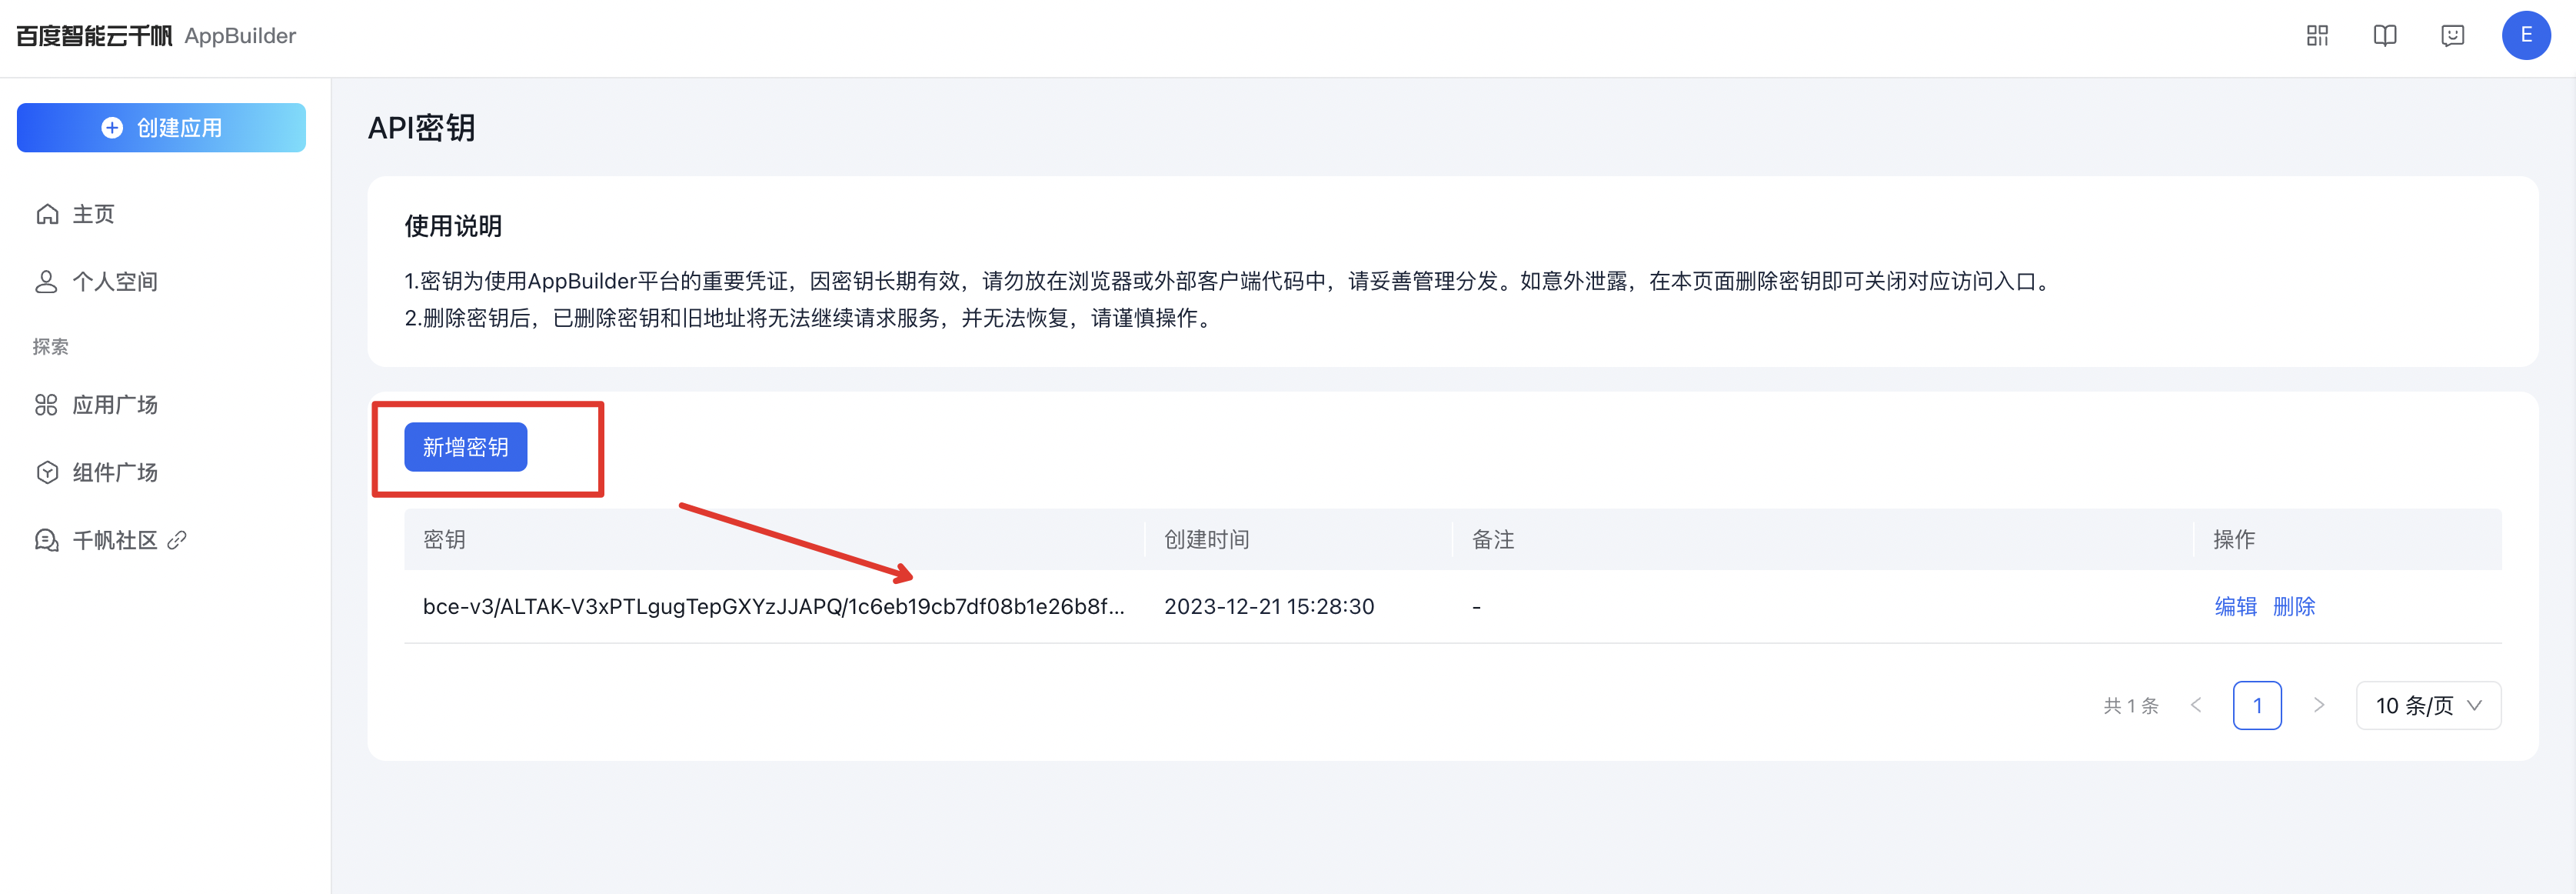 百度智能云千帆 AppBuilder
E
创建应用
主页
个人空间
探索
应用广场
组件广场
千帆社区
API密钥
使用说明
1.密钥为使用AppBuilder平台的重要凭证，因密钥长期有效，请勿放在浏览器或外部客户端代码中，请妥善管理分发。如意外泄露，在本页面删除密钥即可关闭对应访问入口。
2.删除密钥后，已删除密钥和旧地址将无法继续请求服务，并无法恢复，请谨慎操作。
新增密钥
密钥 创建时间 备注 操作
bce-v3/ALTAK-V3xPTLgugTepGXYzJJAPQ/1c6eb19cb7df08b1e26b8f... 2023-12-21 15:28:30 - 编辑 删除
共 1 条 1 10 条/页